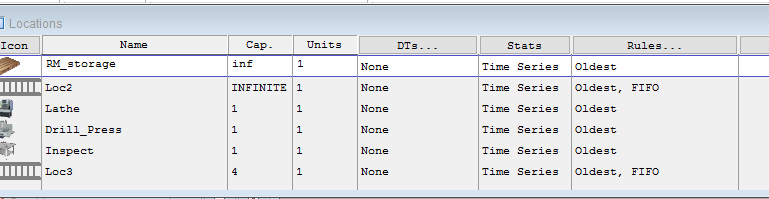 Locations
Icon Name Cap. Units DTs... Stats Rules...
RM_storage inf 1 None Time Series Oldest
Loc2 INFINITE 1 None Time Series Oldest, FIFO
Lathe 1 1 None Time Series Oldest
Drill_Press 1 1 None Time Series Oldest
Inspect 1 1 None Time Series Oldest
Loc3 4 1 None Time Series Oldest, FIFO